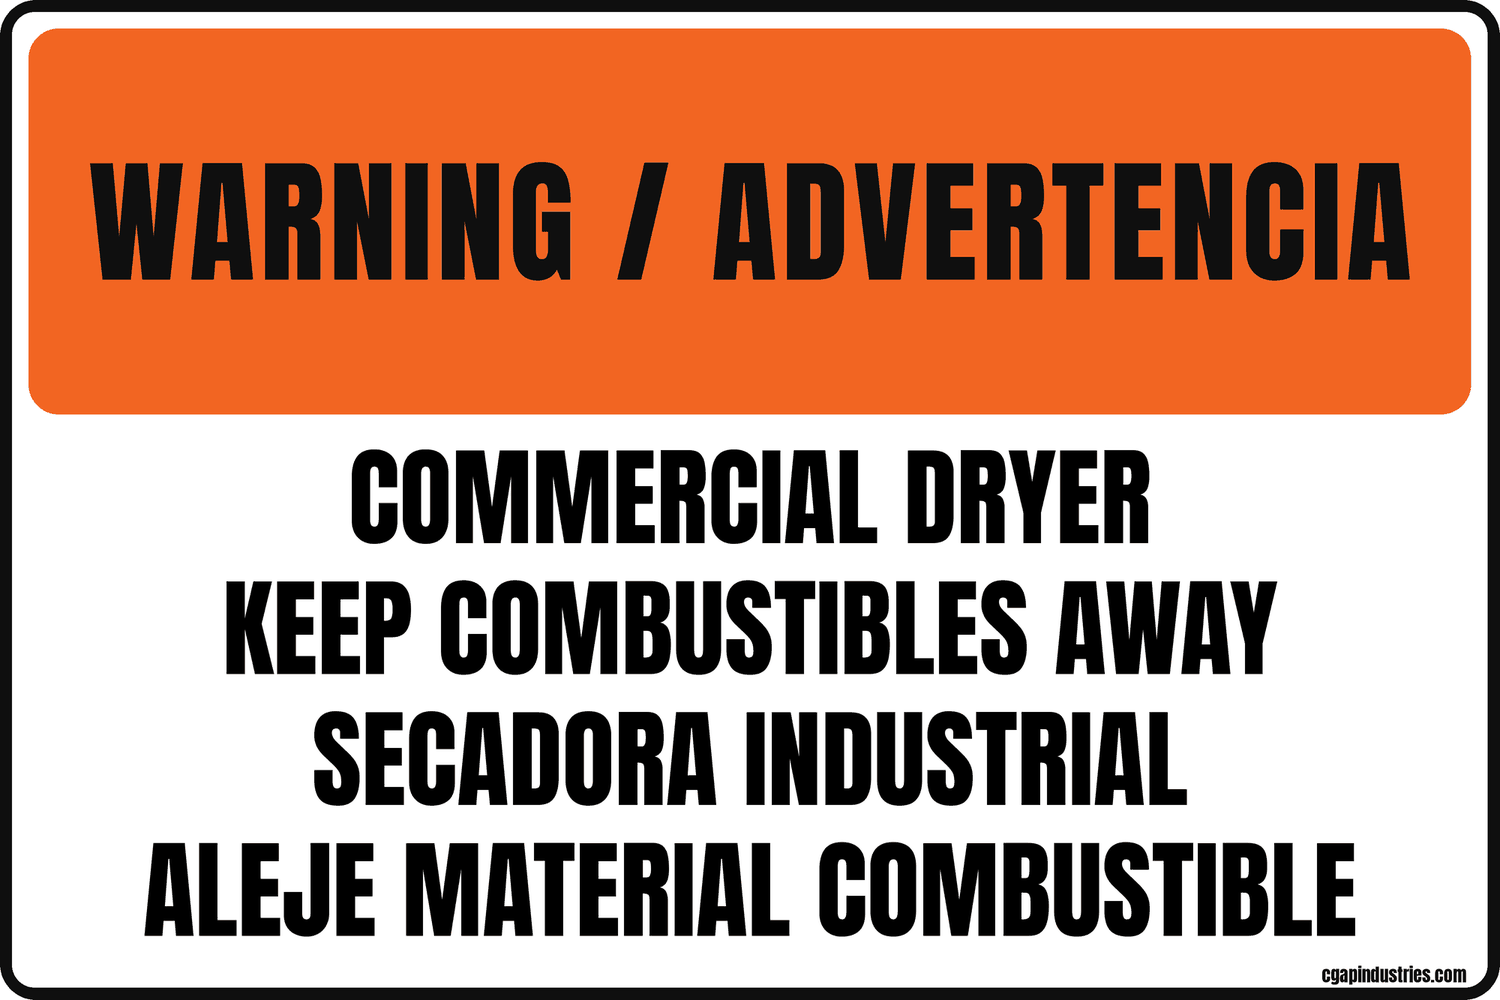 WARNING / ADVERTENCIA
COMMERCIAL DRYER
KEEP COMBUSTIBLES AWAY
SECADORA INDUSTRIAL
ALEJE MATERIAL COMBUSTIBLE
cgapindustries.com